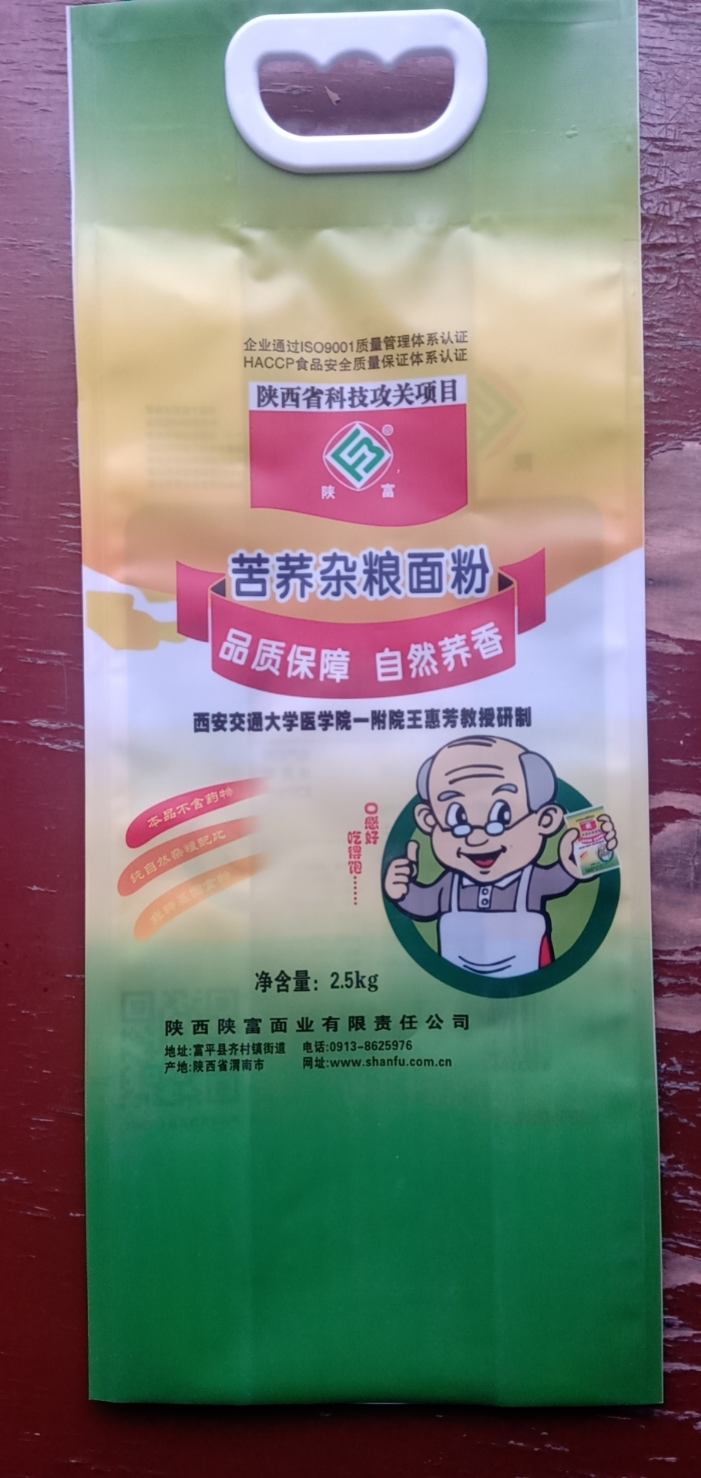 企业通过ISO9001质量管理体系认证
HACCP食品安全质量保证体系认证
陕西省科技攻关项目
®
陕 富
苦荞杂粮面粉
品质保障 自然荞香
西安交通大学医学院一附院王惠芳教授研制
本品不含药物
纯自然杂粮配比
口感好
吃得饱……
净含量：2.5kg
陕西陕富面业有限责任公司
地址:富平县齐村镇街道 电话:0913-8625976
产地:陕西省渭南市 网址:www.shanfu.com.cn